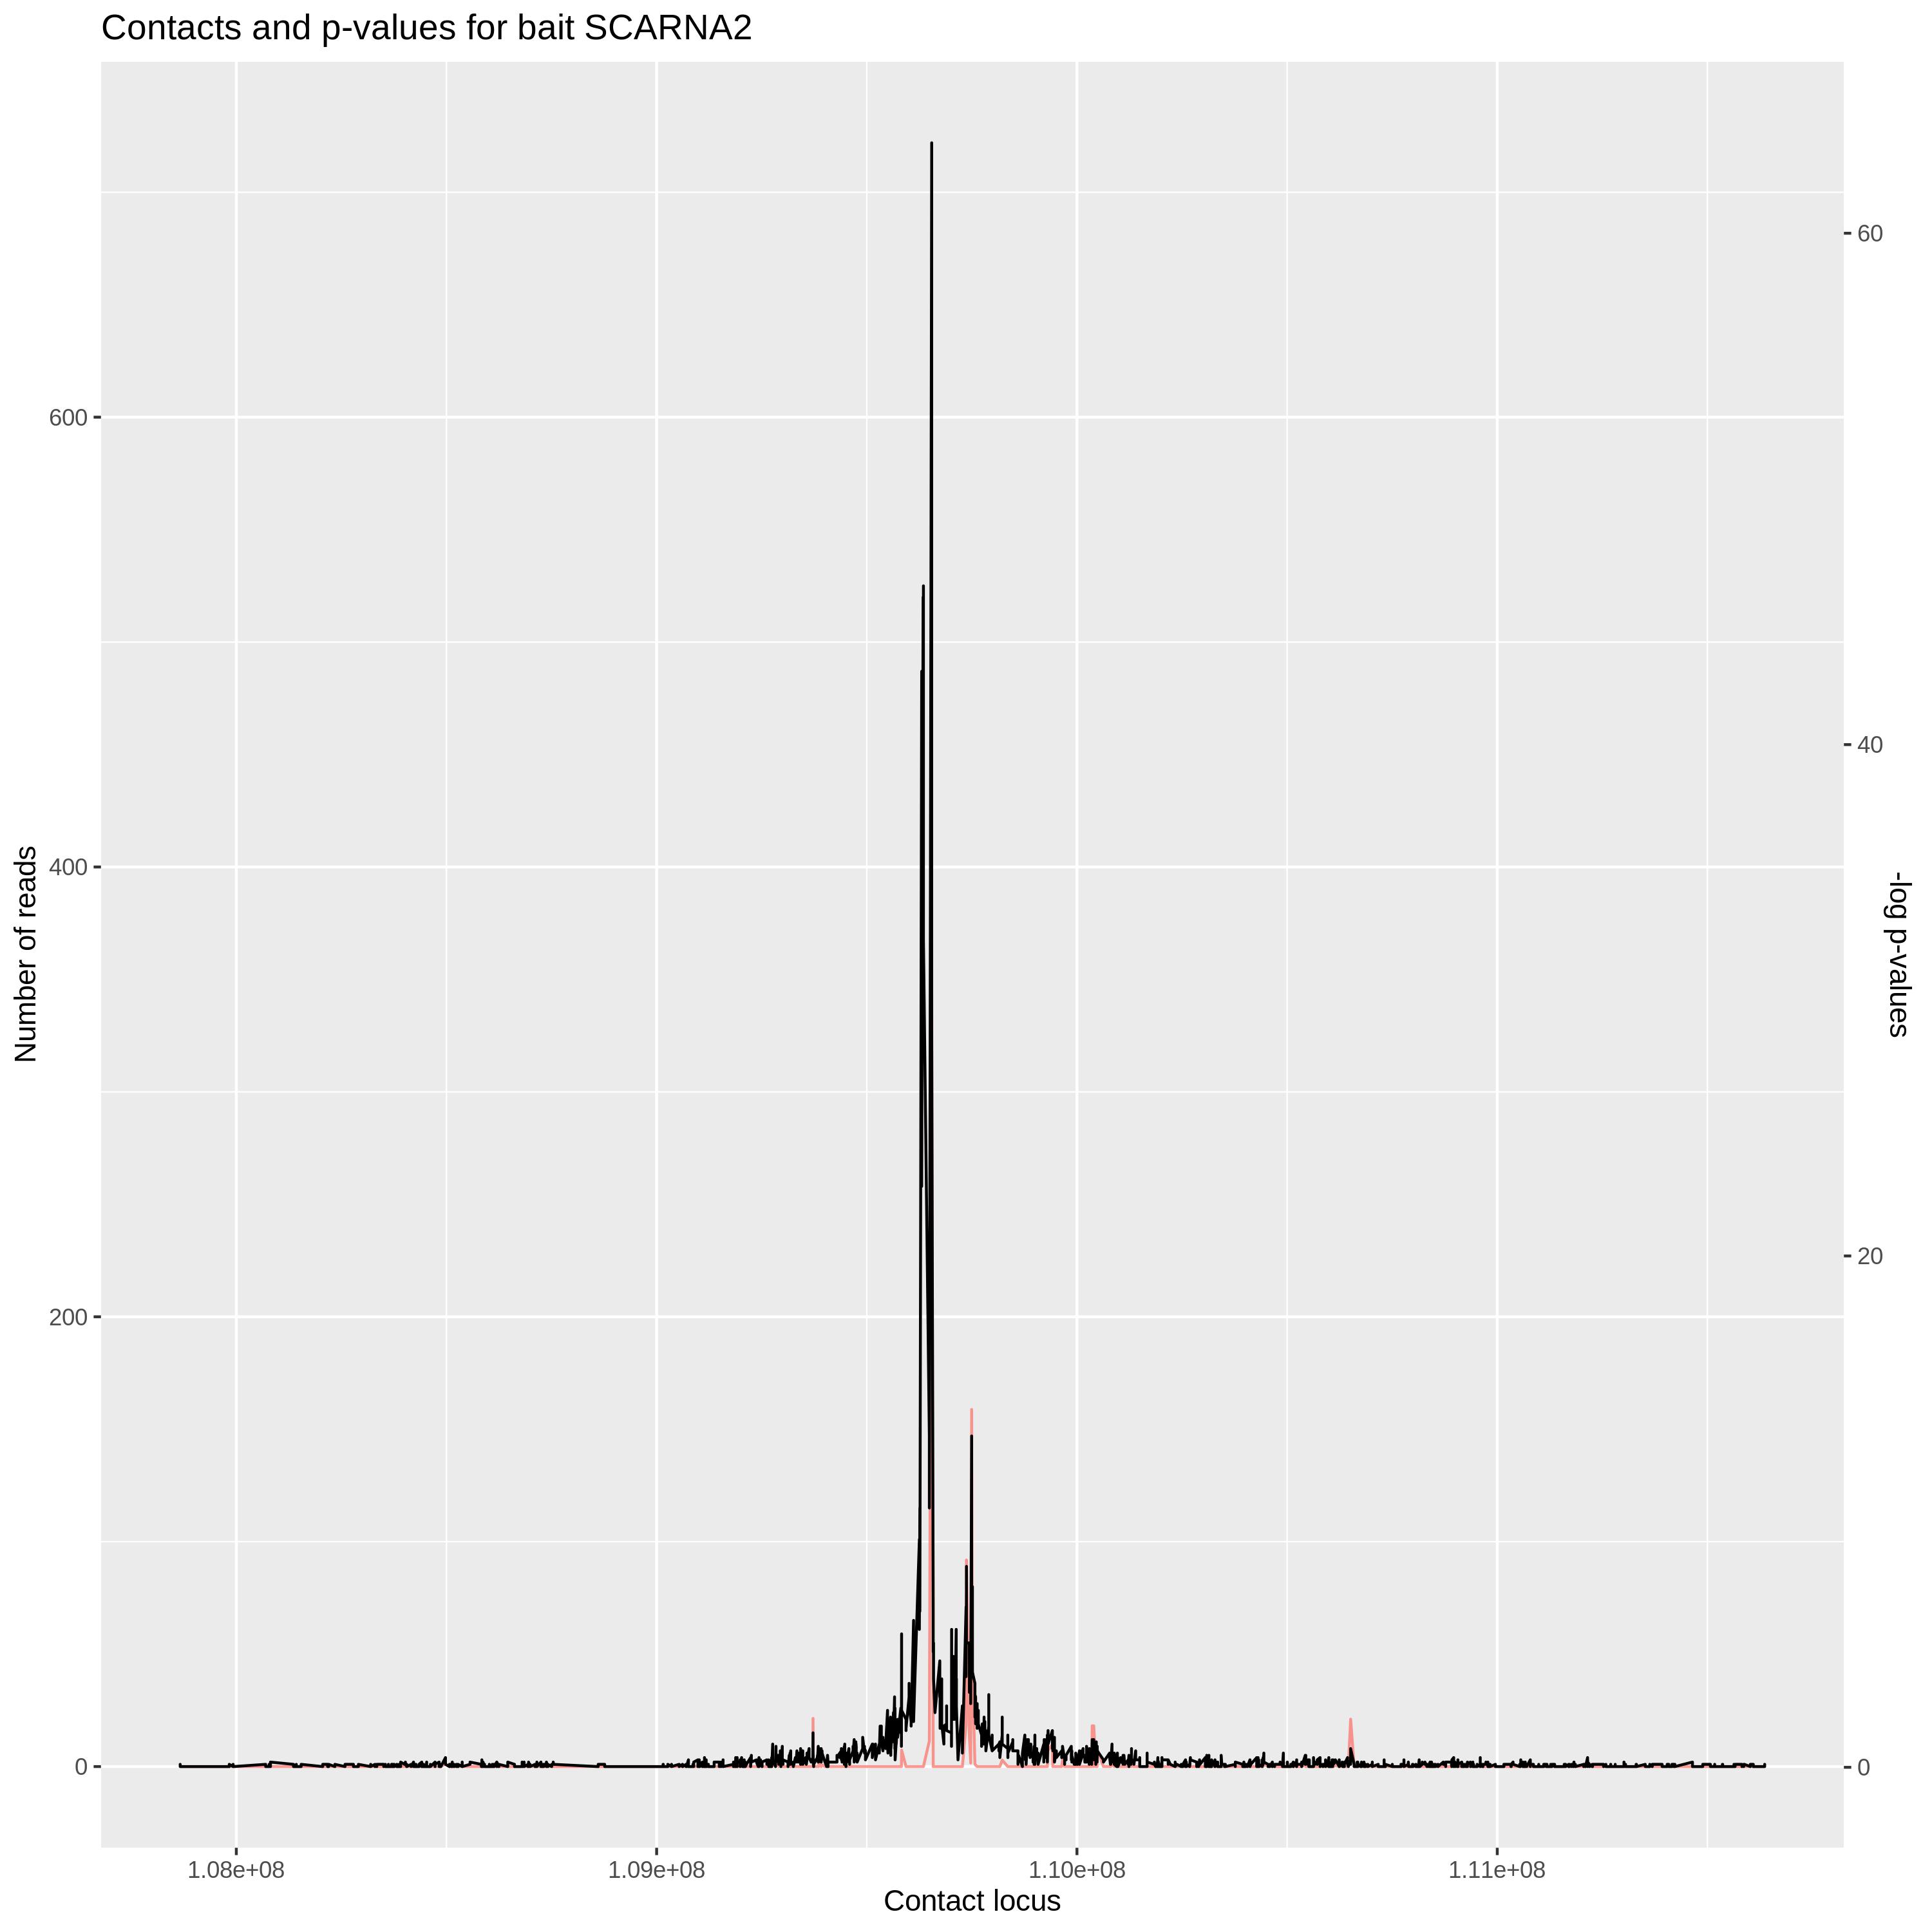 Contacts and p-values for bait SCARNA2
Number of reads
600
400
200
0
60
40
20
0
-log p-values
1.08e+08
1.09e+08
1.10e+08
1.11e+08
Contact locus